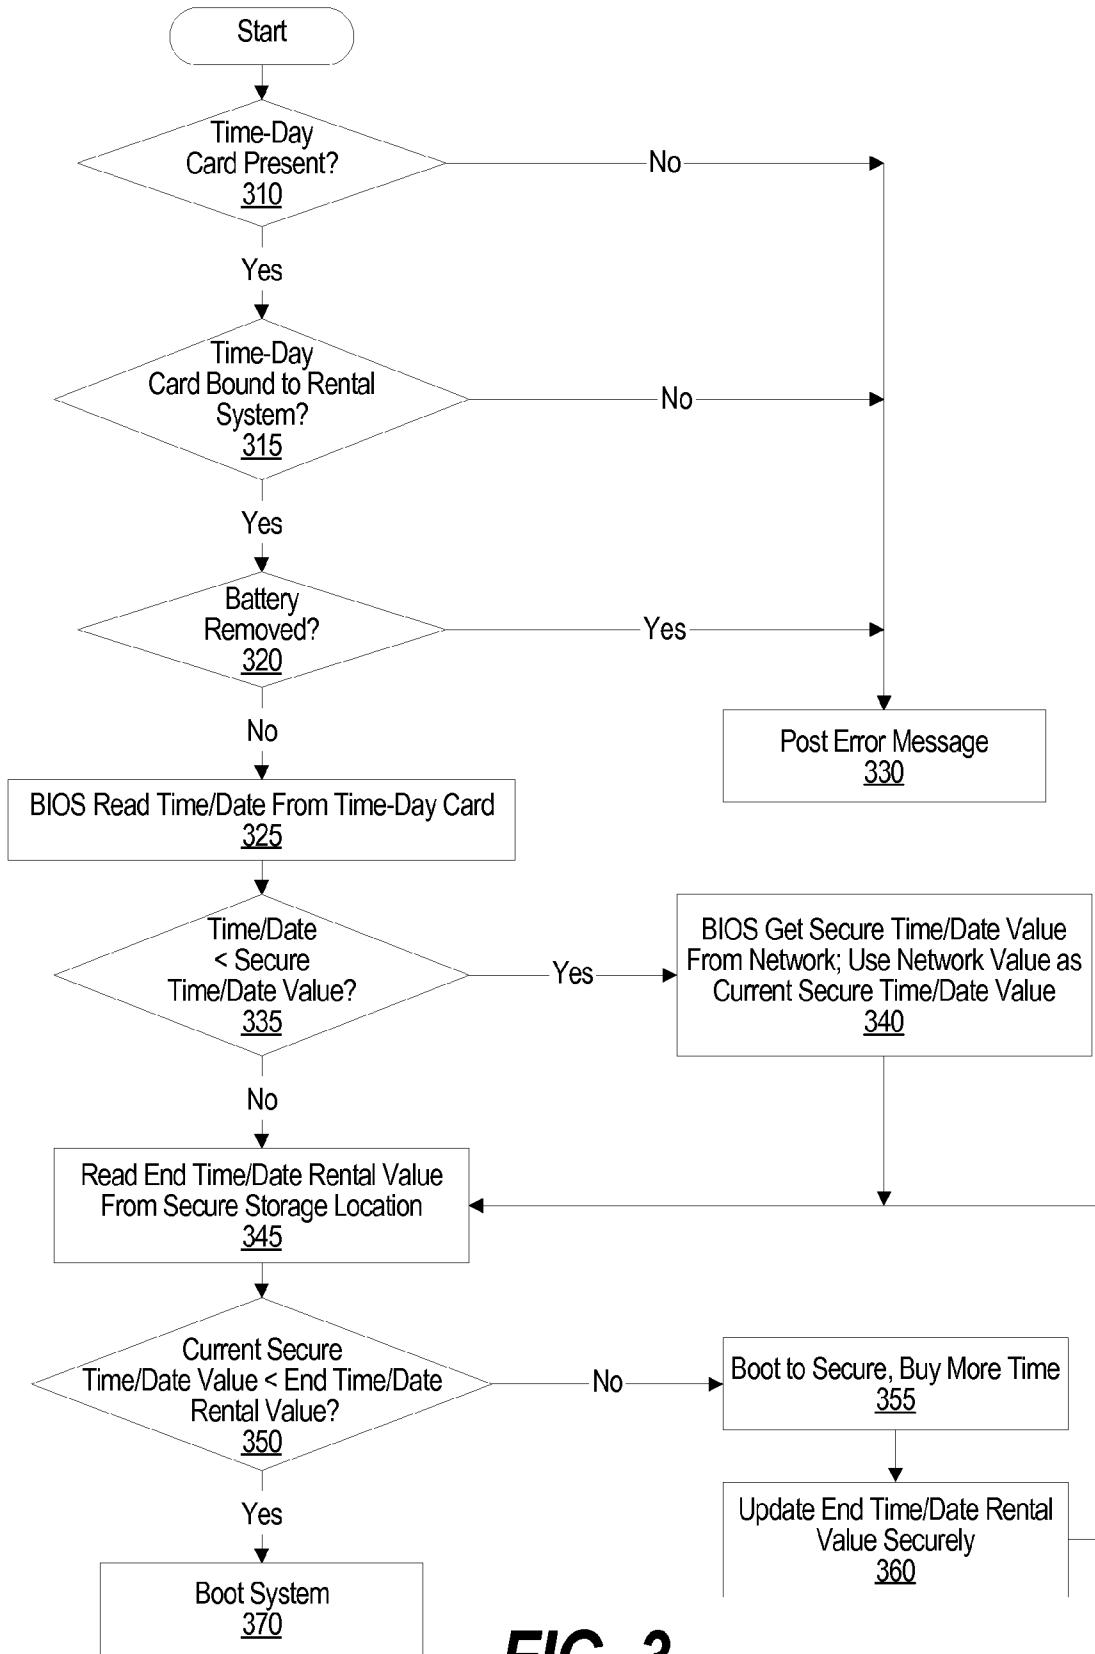 Start
Time-Day
Card Present?
310
No
Yes
Time-Day
Card Bound to Rental
System?
315
No
Yes
Battery
Removed?
320
Yes
No
Post Error Message
330
BIOS Read Time/Date From Time-Day Card
325
Time/Date
< Secure
Time/Date Value?
335
Yes
BIOS Get Secure Time/Date Value
From Network; Use Network Value as
Current Secure Time/Date Value
340
No
Read End Time/Date Rental Value
From Secure Storage Location
345
Current Secure
Time/Date Value < End Time/Date
Rental Value?
350
No
Boot to Secure, Buy More Time
355
Yes
Update End Time/Date Rental
Value Securely
360
Boot System
370
FIG. 3